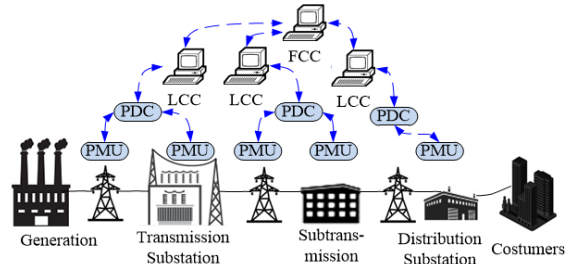 FCC
LCC
LCC
LCC
PDC
PDC
PDC
PMU
PMU
PMU
PMU
PMU
Generation
Transmission
Substation
Subtrans-
mission
Distribution
Substation
Costumers